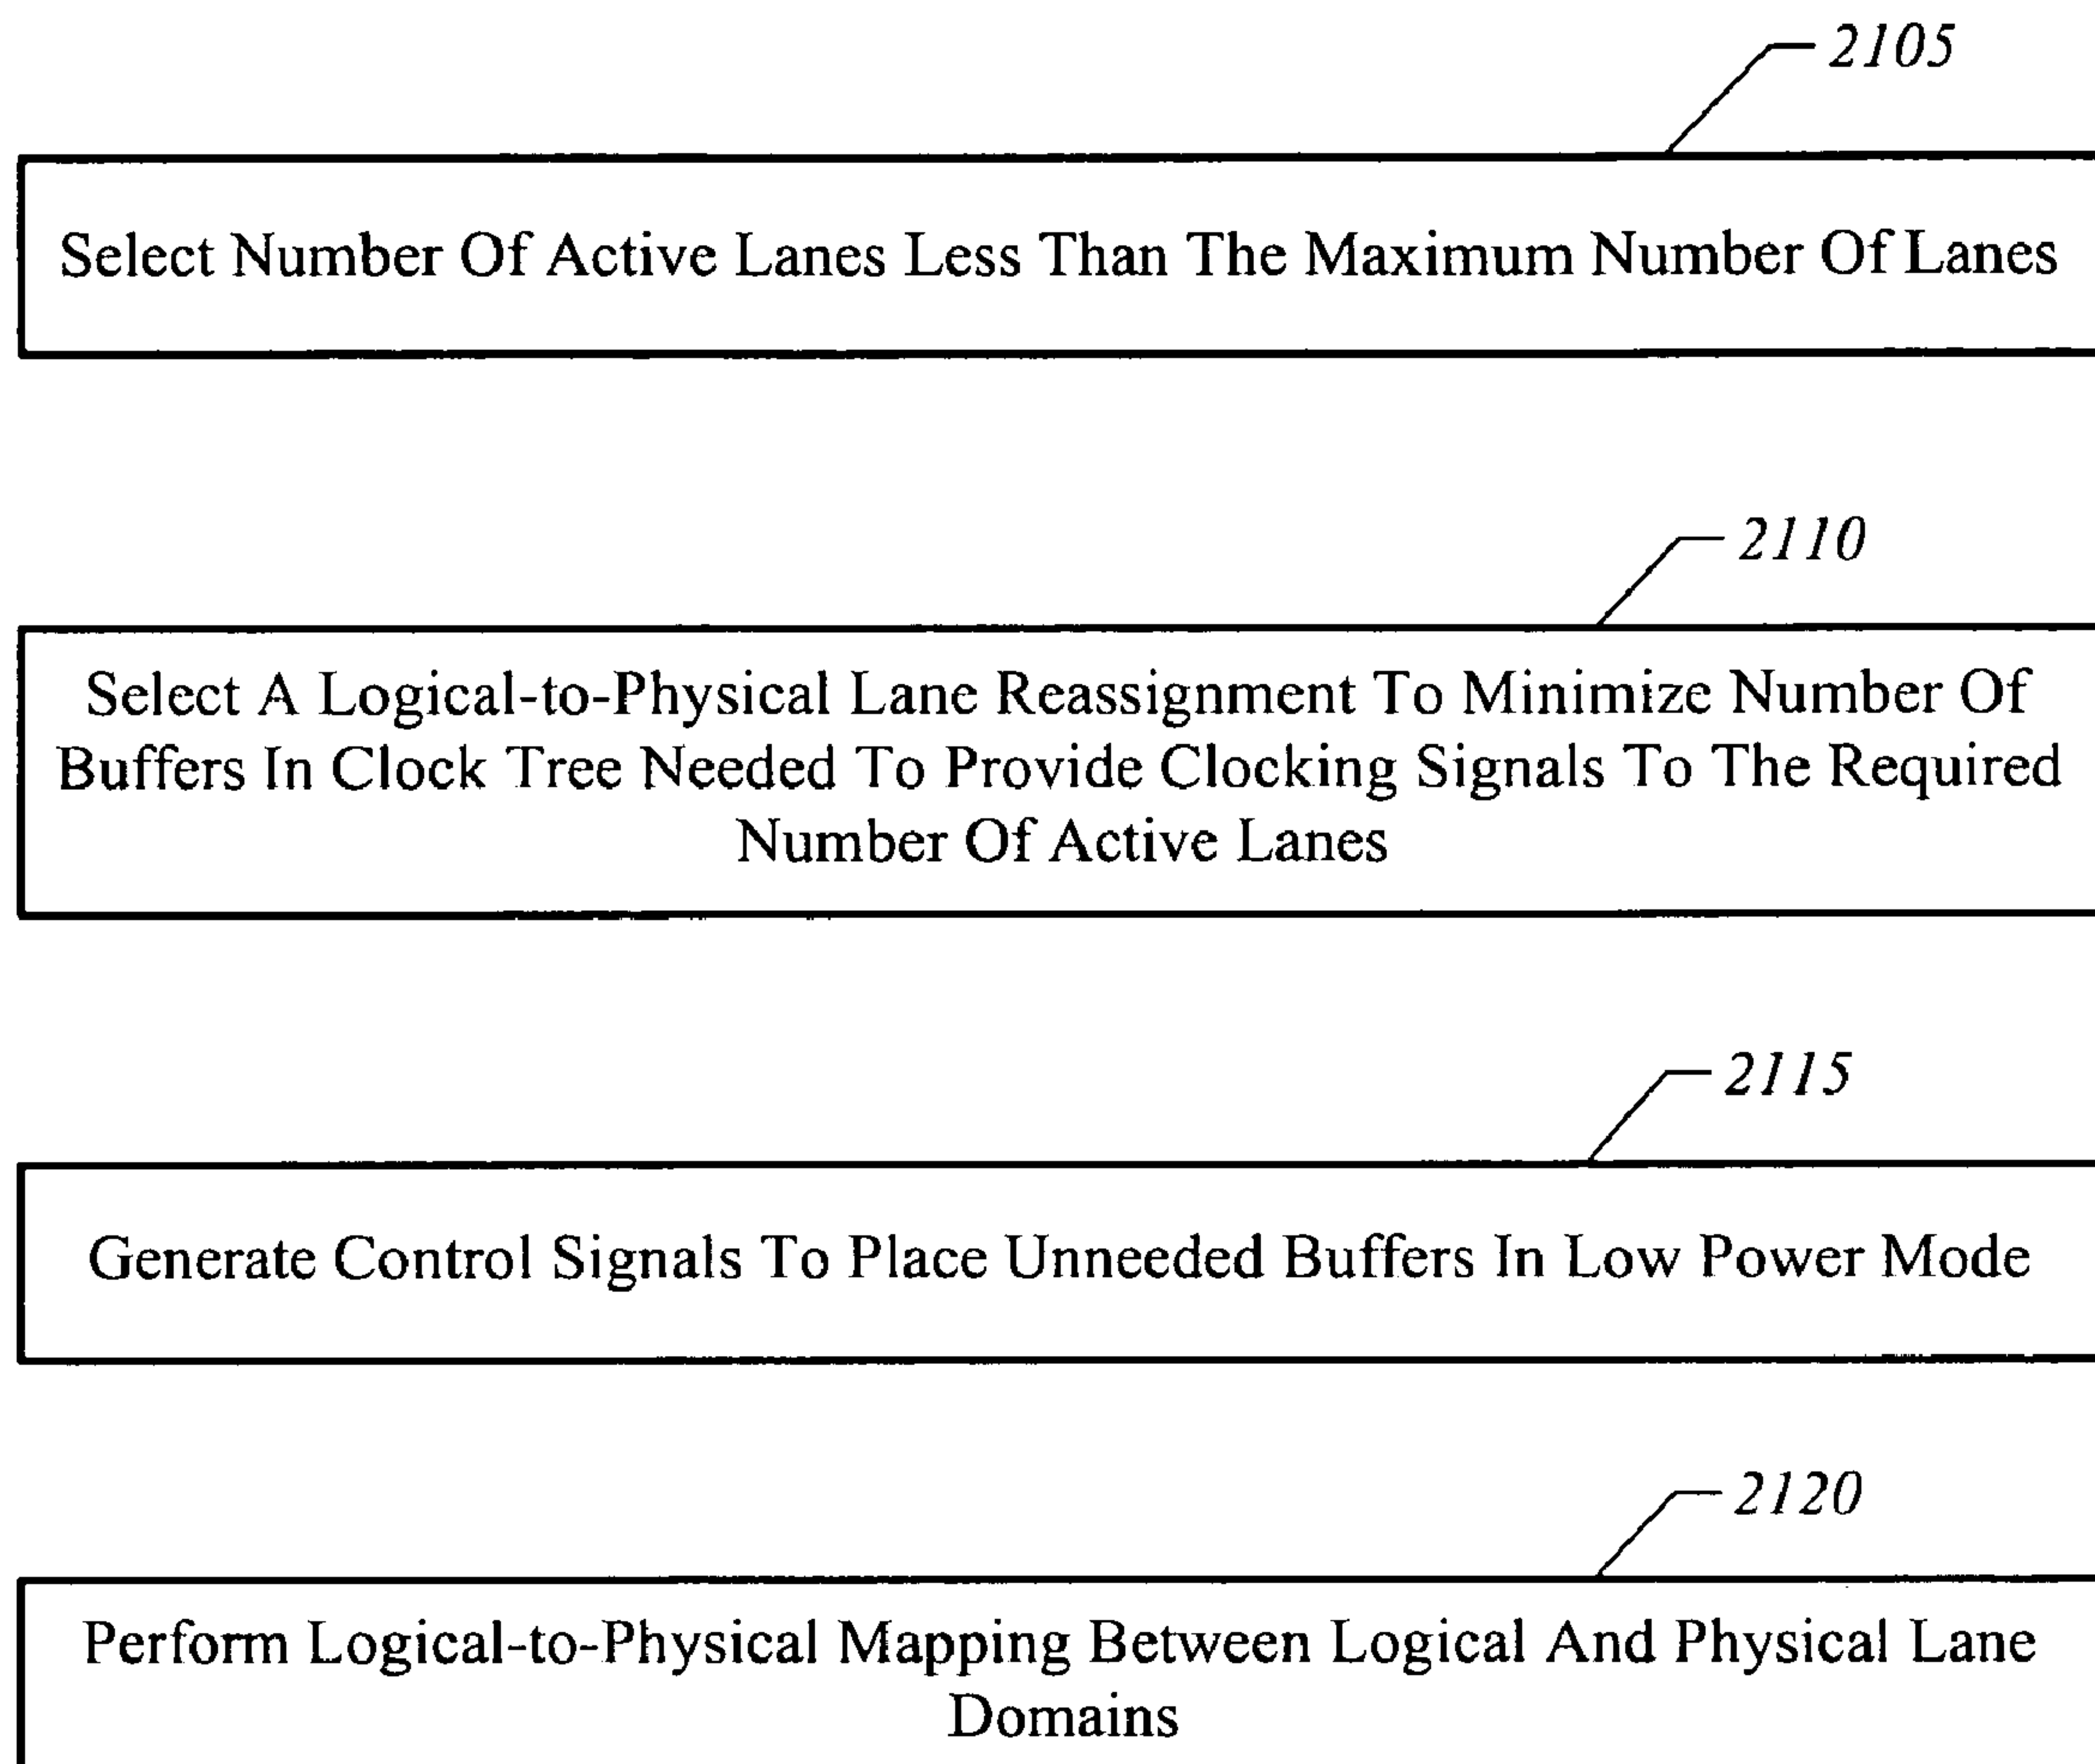 2105
Select Number Of Active Lanes Less Than The Maximum Number Of Lanes
2110
Select A Logical-to-Physical Lane Reassignment To Minimize Number Of
Buffers In Clock Tree Needed To Provide Clocking Signals To The Required
Number Of Active Lanes
2115
Generate Control Signals To Place Unneeded Buffers In Low Power Mode
2120
Perform Logical-to-Physical Mapping Between Logical And Physical Lane
Domains